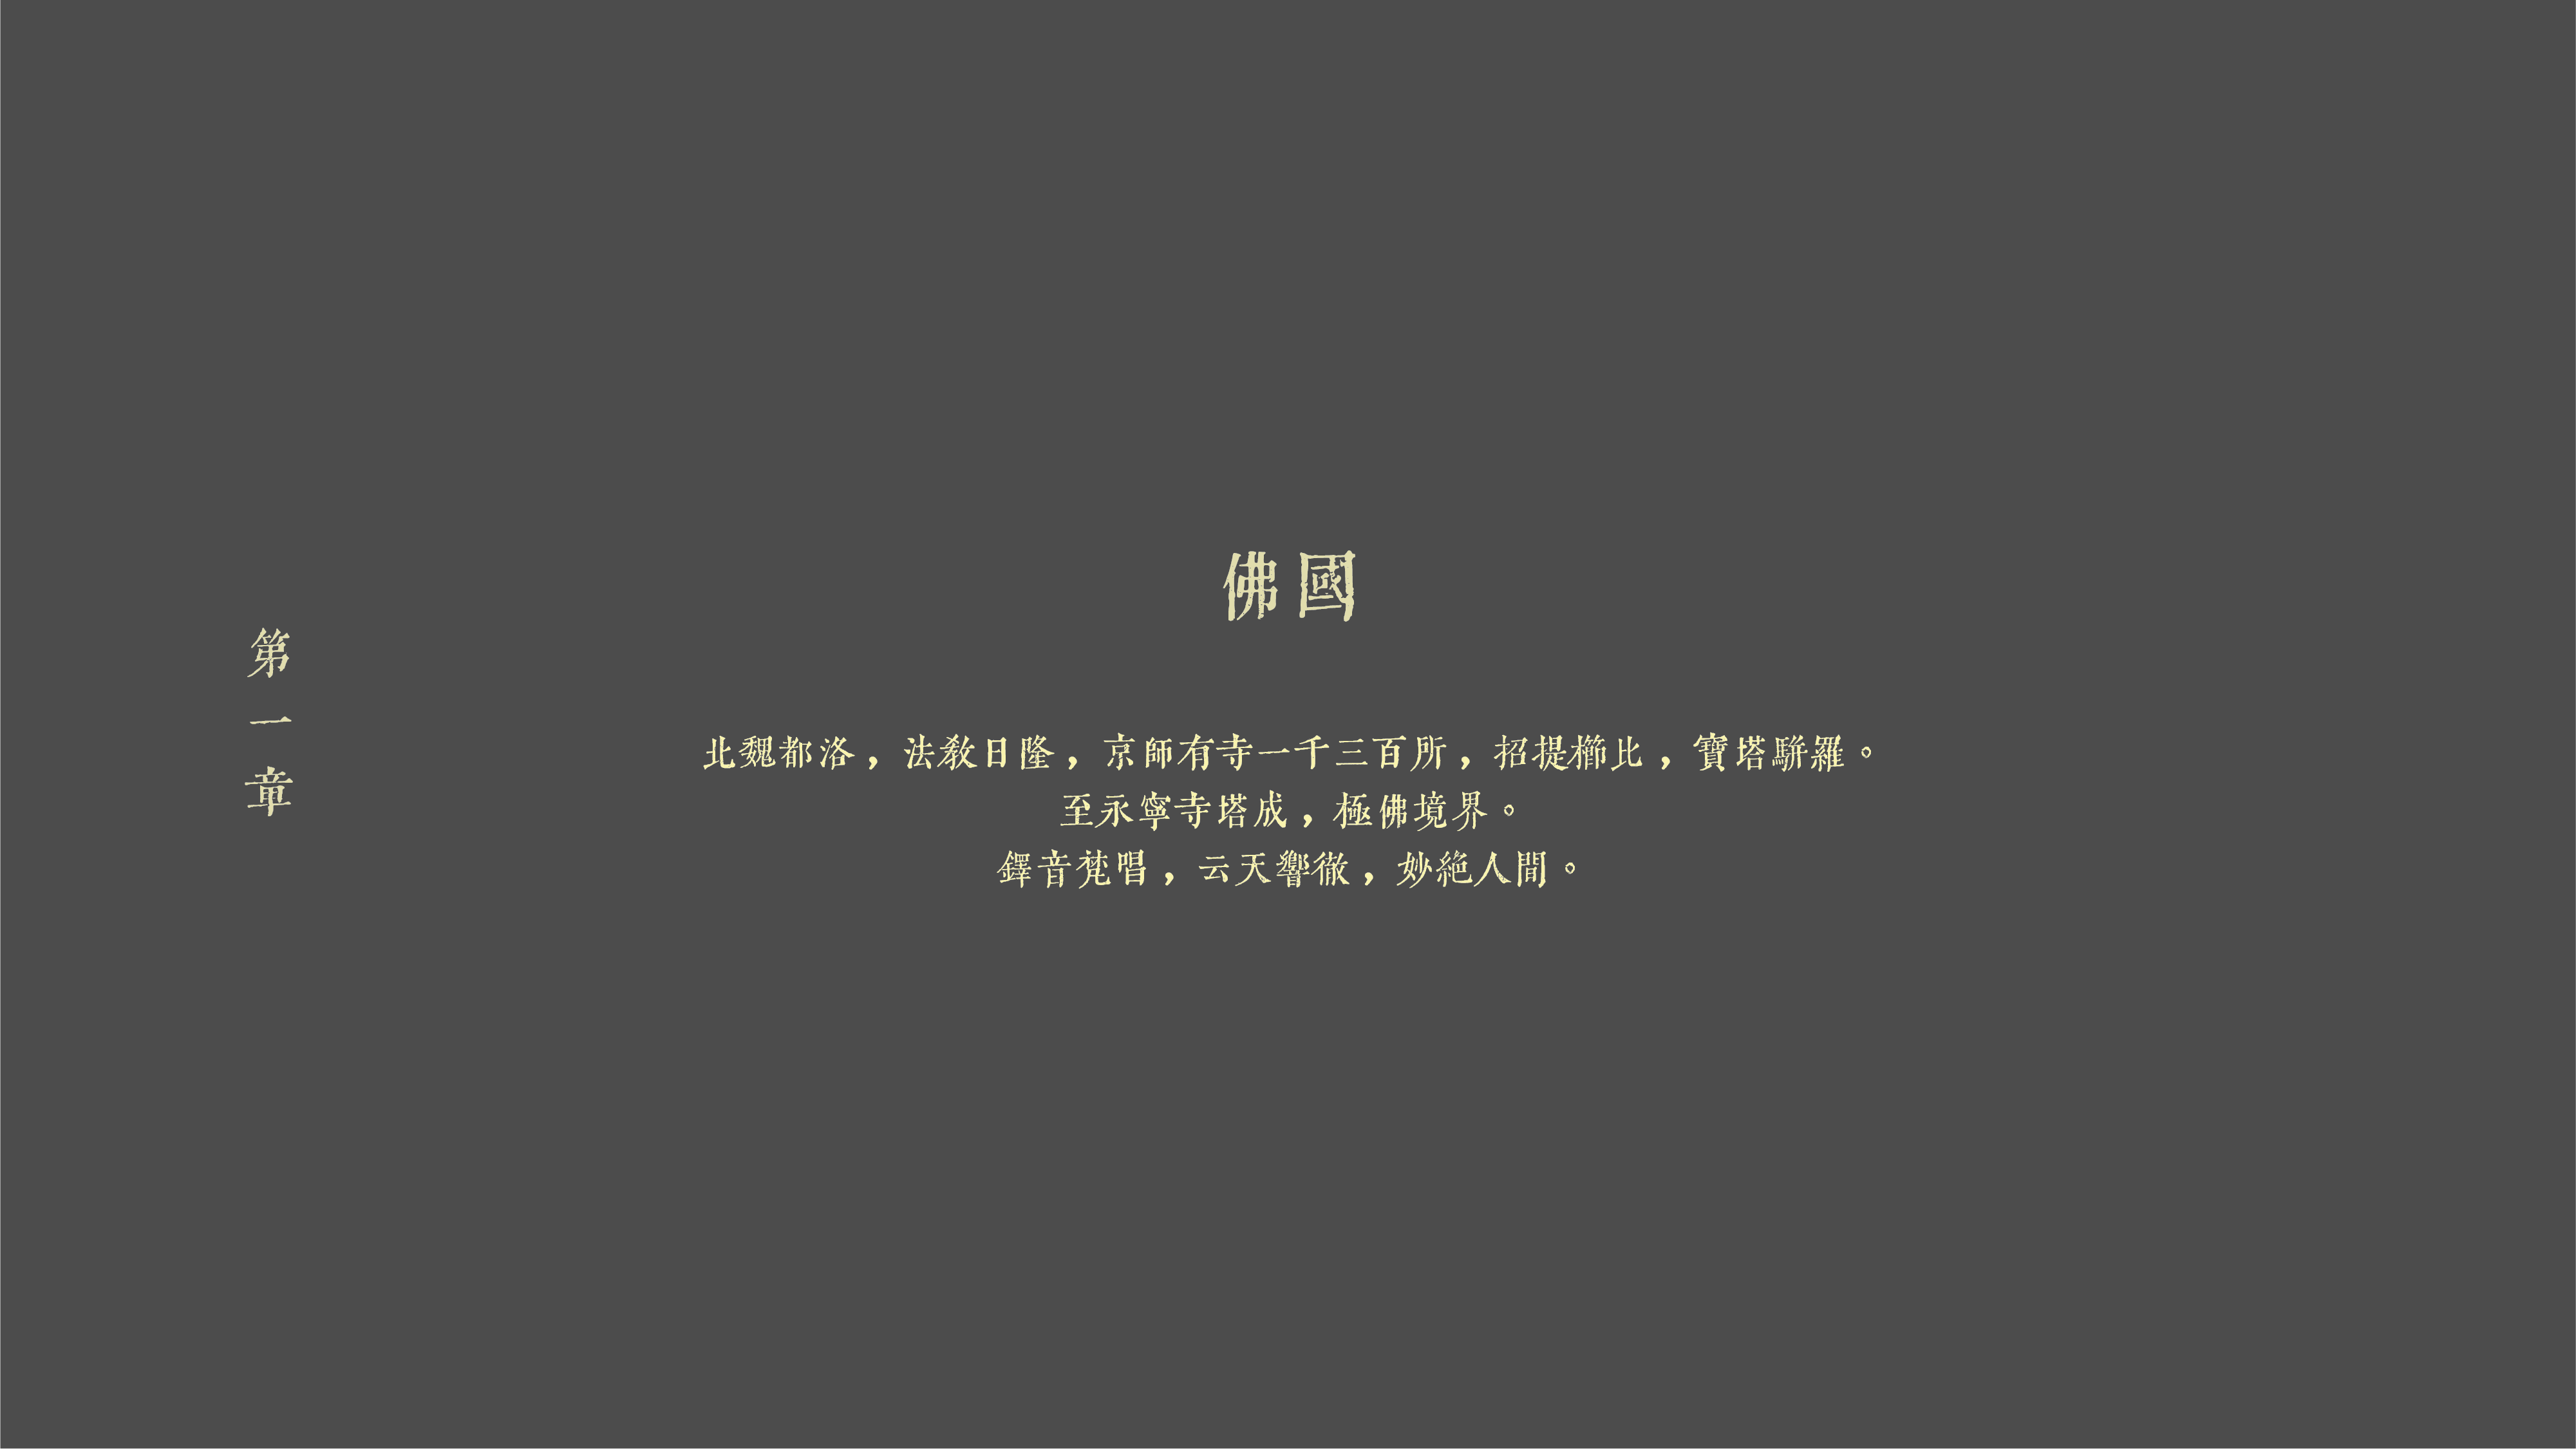 第一章
佛國
北魏都洛，法教日隆，京師有寺一千三百所，招提櫛比，寶塔駢羅。
至永寧寺塔成，極佛境界。
鐸音梵唱，云天響徹，妙絕人間。